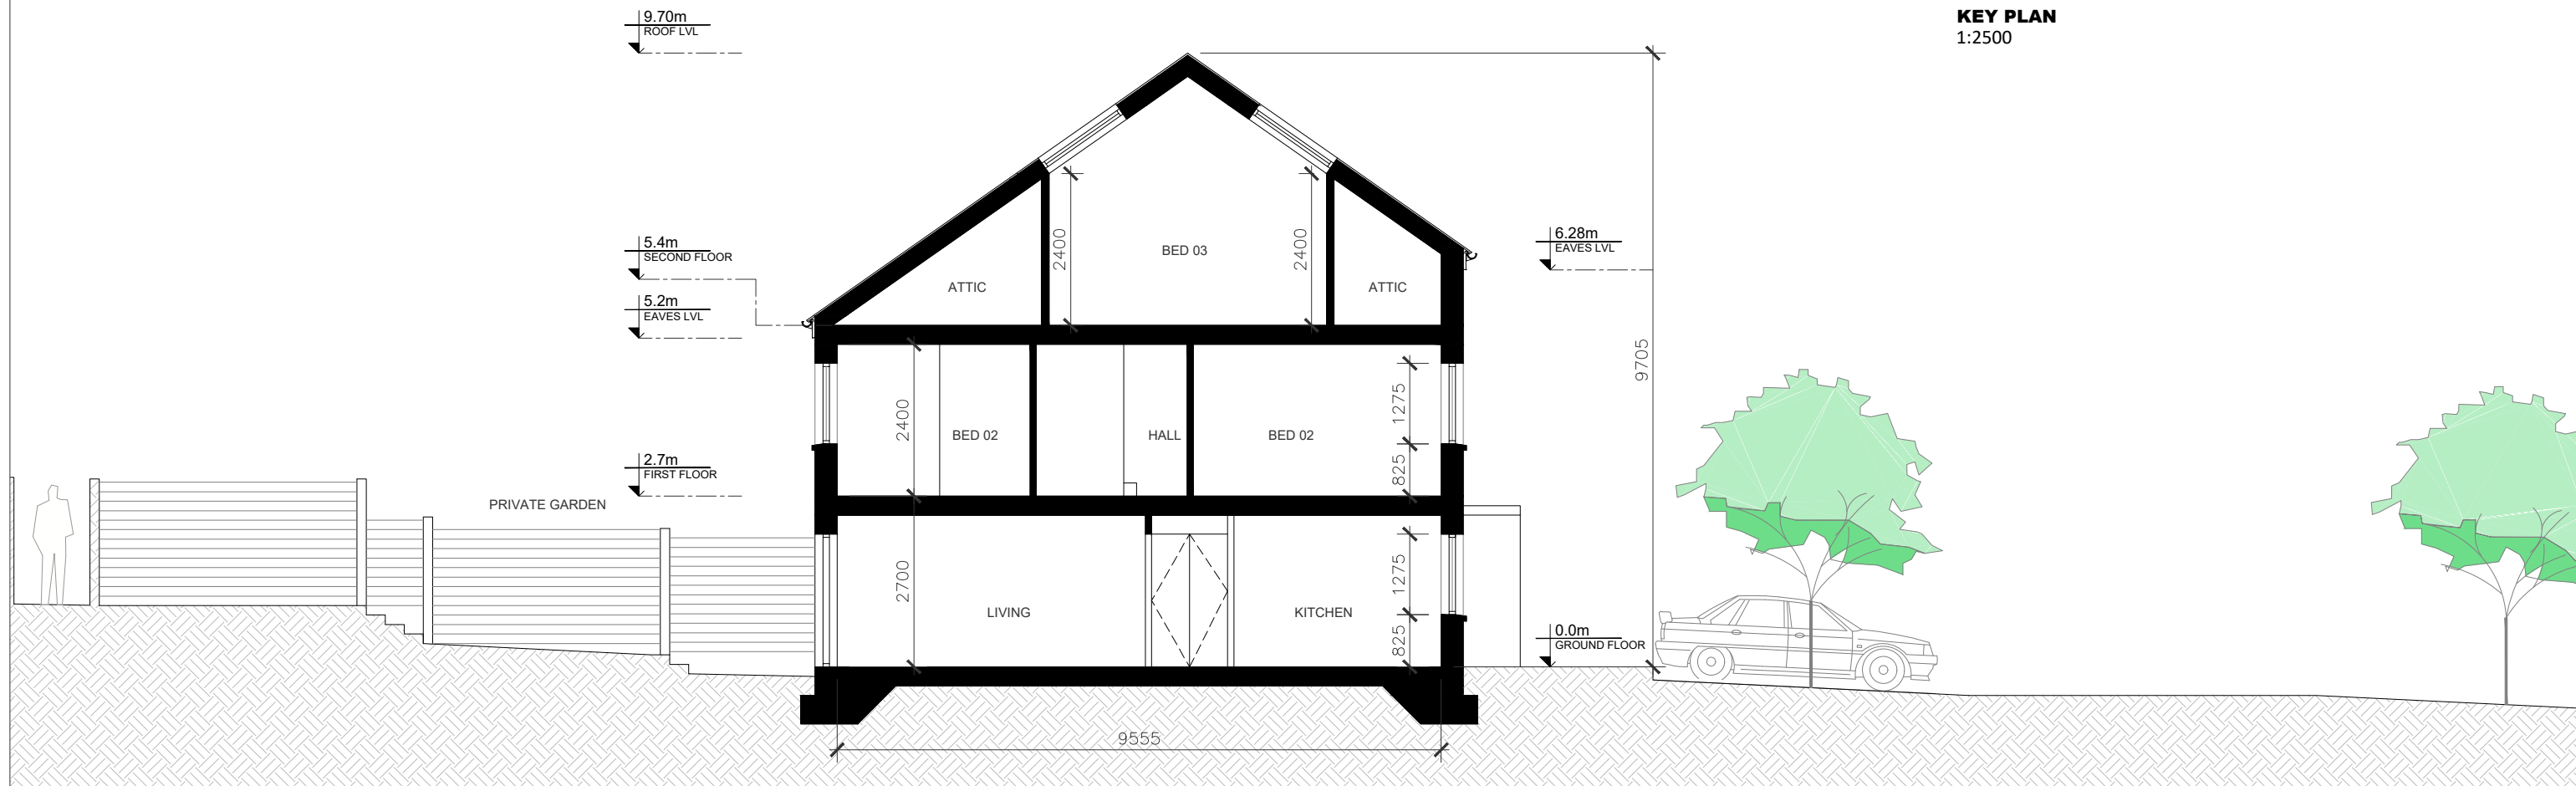 9.70m
ROOF LVL
KEY PLAN
1:2500
5.4m
SECOND FLOOR
5.2m
EAVES LVL
6.28m
EAVES LVL
2400
BED 03
2400
ATTIC
ATTIC
9705
2400
BED 02
HALL
BED 02
1275
825
2.7m
FIRST FLOOR
PRIVATE GARDEN
2700
LIVING
KITCHEN
1275
825
0.0m
GROUND FLOOR
9555